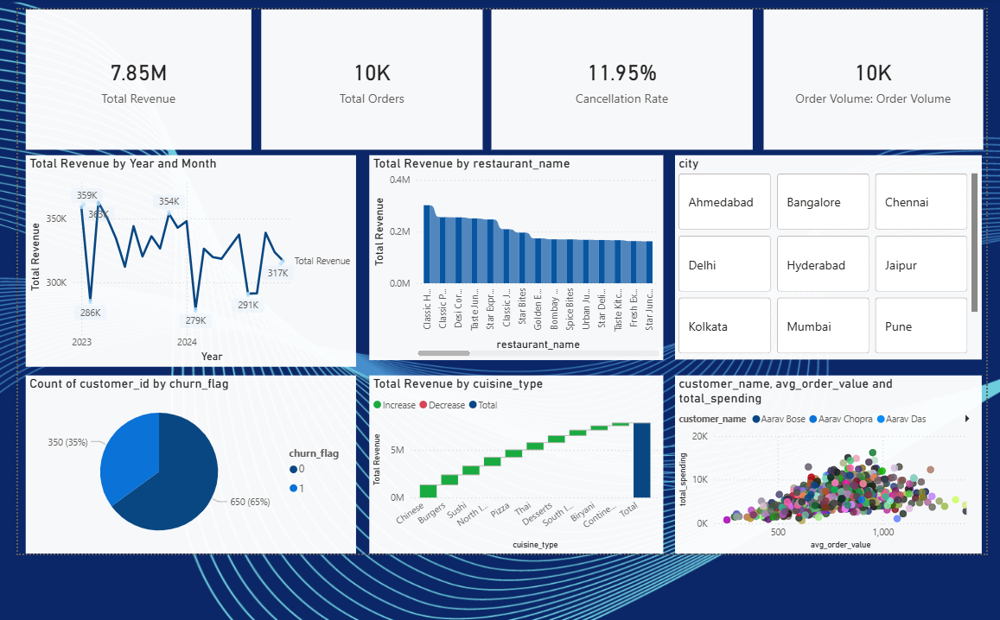 7.85M
Total Revenue
10K
Total Orders
11.95%
Cancellation Rate
10K
Order Volume: Order Volume
Total Revenue by Year and Month
Total Revenue
350K
300K
359K
363K
286K
354K
279K
291K
317K
Total Revenue
2023
2024
Year
Total Revenue by restaurant_name
Total Revenue
0.4M
0.2M
0.0M
Classic H...
Classic P...
Desi Cor...
Taste Jun...
Star Expr...
Classic J...
Star Bites
Golden E...
Bombay ...
Spice Bites
Urban Ju...
Star Deli...
Taste Kitc...
Fresh Ex...
Star Junc...
restaurant_name
city
Ahmedabad
Bangalore
Chennai
Delhi
Hyderabad
Jaipur
Kolkata
Mumbai
Pune
Count of customer_id by churn_flag
350 (35%)
650 (65%)
churn_flag
0
1
Total Revenue by cuisine_type
Increase Decrease Total
Total Revenue
5M
0M
Chinese
Burgers
Sushi
North I...
Pizza
Thai
Desserts
South I...
Biryani
Contine...
Total
cuisine_type
customer_name, avg_order_value and
total_spending
customer_name Aarav Bose Aarav Chopra Aarav Das
total_spending
20K
10K
0K
500
1,000
avg_order_value